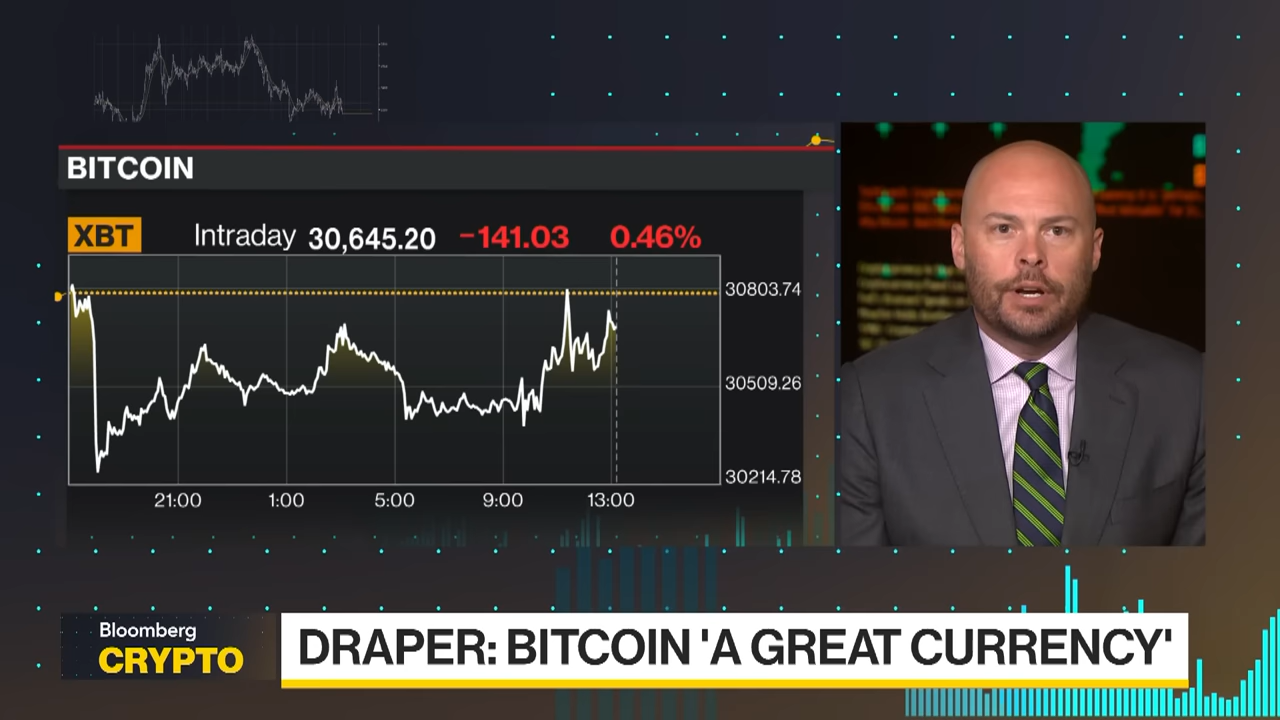 BITCOIN
XBT Intraday 30,645.20 -141.03 0.46%
30803.74
30509.26
30214.78
21:00 1:00 5:00 9:00 13:00
Bloomberg
CRYPTO
DRAPER: BITCOIN 'A GREAT CURRENCY'